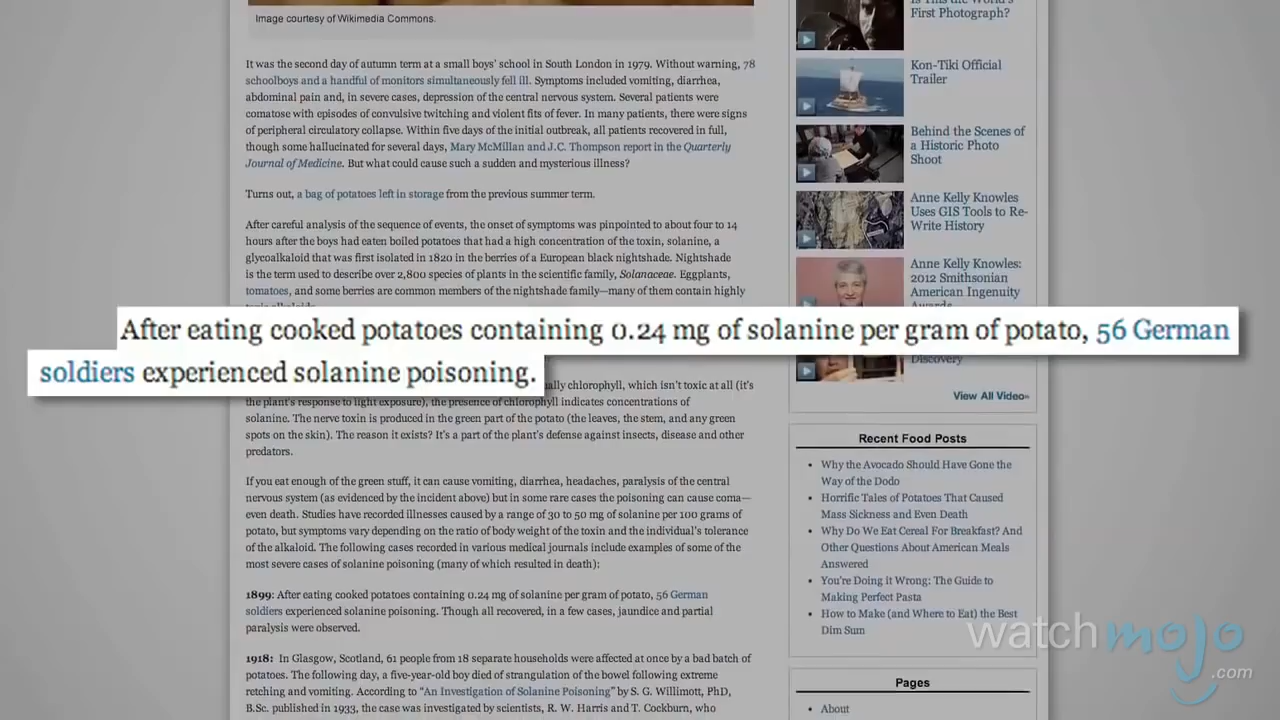 Image courtesy of Wikimedia Commons.
It was the second day of autumn term at a small boys' school in South London in 1979. Without warning, 78
schoolboys and a handful of monitors simultaneously fell ill. Symptoms included vomiting, diarrhea,
abdominal pain and, in severe cases, depression of the central nervous system. Several patients were
comatose with episodes of convulsive twitching and violent fits of fever. In many patients, there were signs
of peripheral circulatory collapse. Within five days of the initial outbreak, all patients recovered in full,
though some hallucinated for several days, Mary McMillan and J.C. Thompson report in the Quarterly
Journal of Medicine. But what could cause such a sudden and mysterious illness?
Turns out, a bag of potatoes left in storage from the previous summer term.
After careful analysis of the sequence of events, the onset of symptoms was pinpointed to about four to 14
hours after the boys had eaten boiled potatoes that had a high concentration of the toxin, solanine, a
glycoalkaloid that was first isolated in 1820 in the berries of a European black nightshade. Nightshade
is the term used to describe over 2,800 species of plants in the scientific family, Solanaceae. Eggplants,
tomatoes, and some berries are common members of the nightshade family—many of them contain highly
After eating cooked potatoes containing 0.24 mg of solanine per gram of potato, 56 German
soldiers experienced solanine poisoning.
ually chlorophyll, which isn't toxic at all (it's
the plant's response to light exposure), the presence of chlorophyll indicates concentrations of
solanine. The nerve toxin is produced in the green part of the potato (the leaves, the stem, and any green
spots on the skin). The reason it exists? It's a part of the plant's defense against insects, disease and other
predators.
If you eat enough of the green stuff, it can cause vomiting, diarrhea, headaches, paralysis of the central
nervous system (as evidenced by the incident above) but in some rare cases the poisoning can cause coma—
even death. Studies have recorded illnesses caused by a range of 30 to 50 mg of solanine per 100 grams of
potato, but symptoms vary depending on the ratio of body weight of the toxin and the individual's tolerance
of the alkaloid. The following cases recorded in various medical journals include examples of some of the
most severe cases of solanine poisoning (many of which resulted in death):
1899: After eating cooked potatoes containing 0.24 mg of solanine per gram of potato, 56 German
soldiers experienced solanine poisoning. Though all recovered, in a few cases, jaundice and partial
paralysis were observed.
1918: In Glasgow, Scotland, 61 people from 18 separate households were affected at once by a bad batch of
potatoes. The following day, a five-year-old boy died of strangulation of the bowel following extreme
retching and vomiting. According to "An Investigation of Solanine Poisoning" by S. G. Willimott, PhD,
B.Sc. published in 1933, the case was investigated by scientists, R. W. Harris and T. Cockburn, who
Is This the World's
First Photograph?
Kon-Tiki Official
Trailer
Behind the Scenes of
a Historic Photo
Shoot
Anne Kelly Knowles
Uses GIS Tools to Re-
Write History
Anne Kelly Knowles:
2012 Smithsonian
American Ingenuity
Awards
Discovery
View All Video»
Recent Food Posts
Why the Avocado Should Have Gone the
Way of the Dodo
Horrific Tales of Potatoes That Caused
Mass Sickness and Even Death
Why Do We Eat Cereal For Breakfast? And
Other Questions About American Meals
Answered
You're Doing it Wrong: The Guide to
Making Perfect Pasta
How to Make (and Where to Eat) the Best
Dim Sum
Pages
About
watchmojo
.com